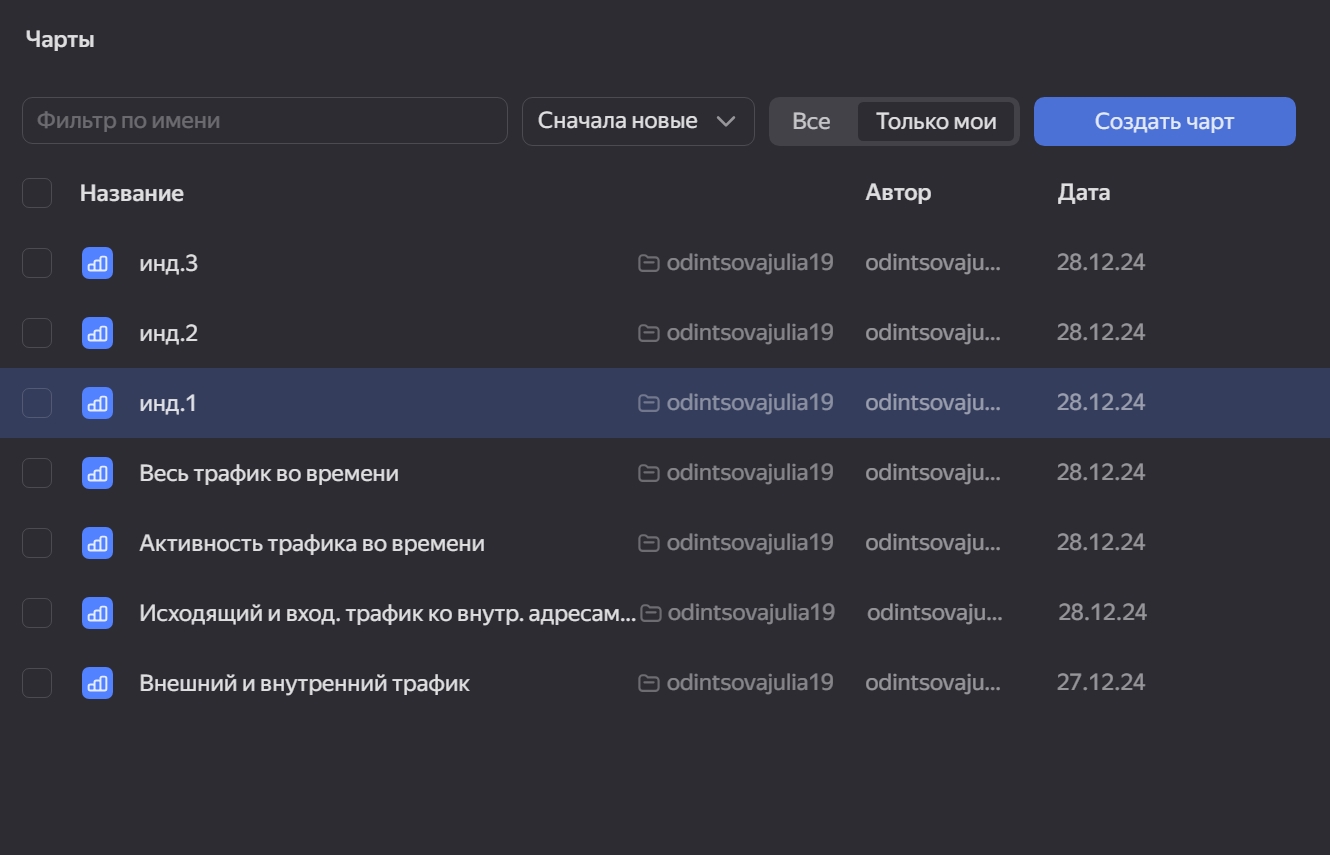 Чарты
Фильтр по имени Сначала новые Все Только мои Создать чарт
Название Автор Дата
инд.3 odintsovajulia19 odintsovaju... 28.12.24
инд.2 odintsovajulia19 odintsovaju... 28.12.24
инд.1 odintsovajulia19 odintsovaju... 28.12.24
Весь трафик во времени odintsovajulia19 odintsovaju... 28.12.24
Активность трафика во времени odintsovajulia19 odintsovaju... 28.12.24
Исходящий и вход. трафик ко внутр. адресам... odintsovajulia19 odintsovaju... 28.12.24
Внешний и внутренний трафик odintsovajulia19 odintsovaju... 27.12.24